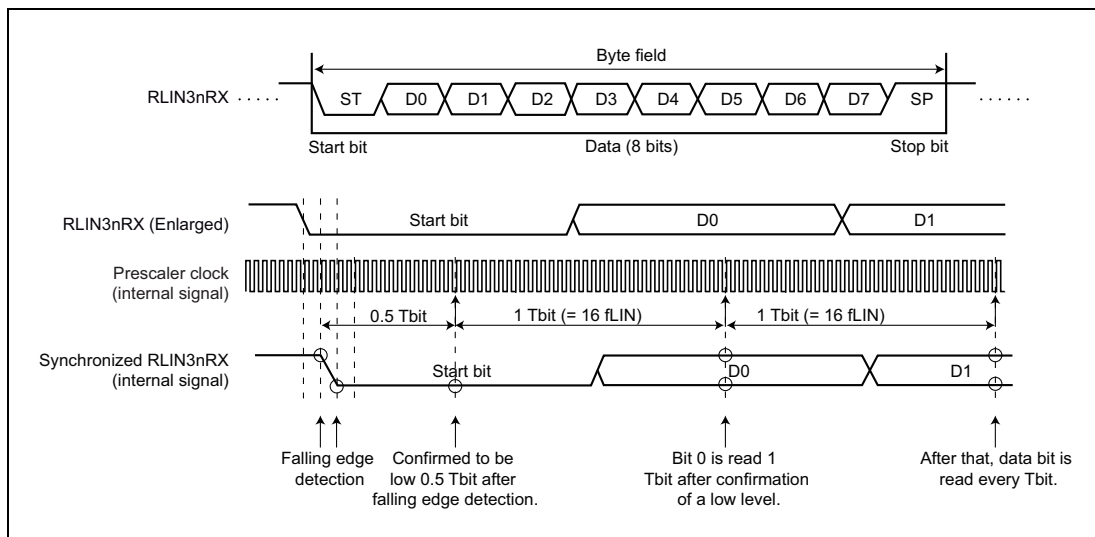 Byte field
RLIN3nRX ····· ST D0 D1 D2 D3 D4 D5 D6 D7 SP ······
Start bit Data (8 bits) Stop bit
RLIN3nRX (Enlarged) Start bit D0 D1
Prescaler clock
(internal signal)
0.5 Tbit 1 Tbit (= 16 fLIN) 1 Tbit (= 16 fLIN)
Synchronized RLIN3nRX
(internal signal)
Start bit D0 D1
Falling edge
detection
Confirmed to be
low 0.5 Tbit after
falling edge detection.
Bit 0 is read 1
Tbit after confirmation
of a low level.
After that, data bit is
read every Tbit.